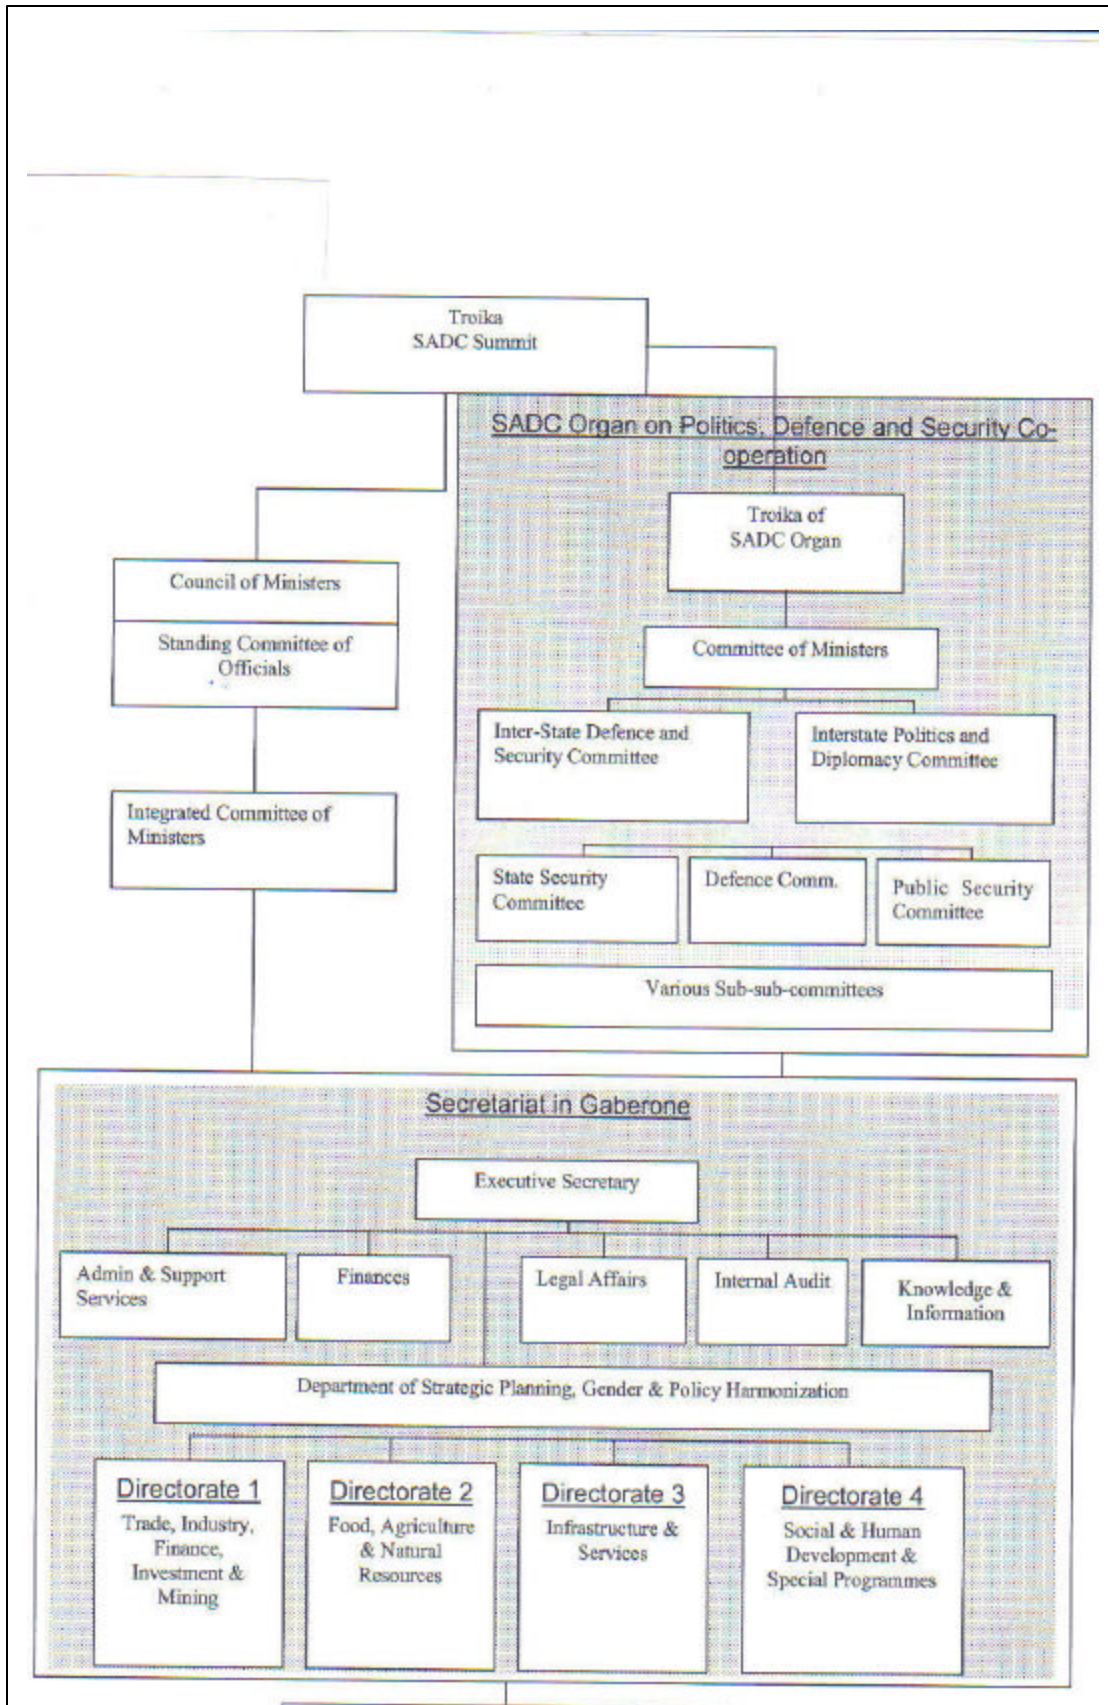 Troika
SADC Summit
SADC Organ on Politics, Defence and Security Co-
operation
Troika of
SADC Organ
Council of Ministers
Standing Committee of
Officials
Committee of Ministers
Inter-State Defence and
Security Committee
Interstate Politics and
Diplomacy Committee
Integrated Committee of
Ministers
State Security
Committee
Defence Comm.
Public Security
Committee
Various Sub-sub-committees
Secretariat in Gaberone
Executive Secretary
Admin & Support
Services
Finances
Legal Affairs
Internal Audit
Knowledge &
Information
Department of Strategic Planning, Gender & Policy Harmonization
Directorate 1
Trade, Industry,
Finance,
Investment &
Mining
Directorate 2
Food, Agriculture
& Natural
Resources
Directorate 3
Infrastructure &
Services
Directorate 4
Social & Human
Development &
Special Programmes